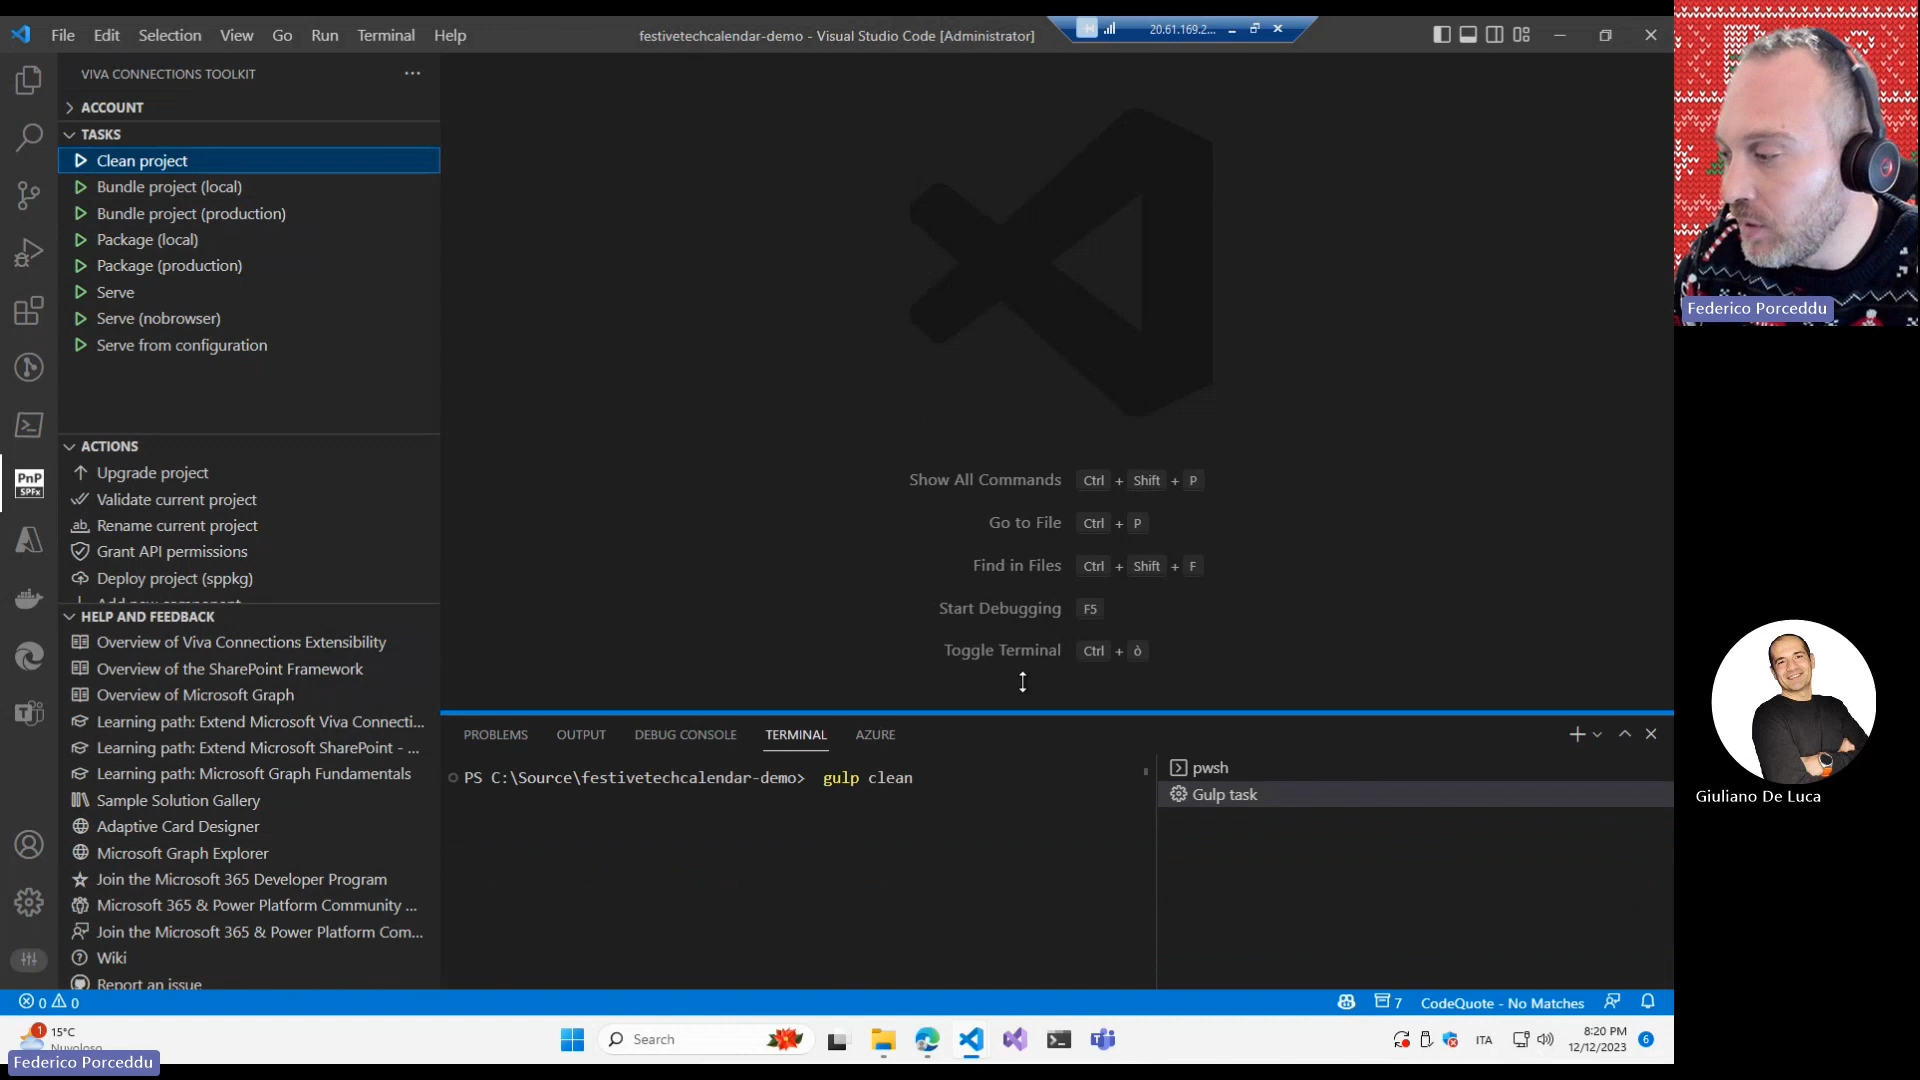 File Edit Selection View Go Run Terminal Help
festivetechcalendar-demo - Visual Studio Code [Administrator]
20.61.169.2...
VIVA CONNECTIONS TOOLKIT
ACCOUNT
TASKS
Clean project
Bundle project (local)
Bundle project (production)
Package (local)
Package (production)
Serve
Serve (nobrowser)
Serve from configuration
ACTIONS
Upgrade project
Validate current project
Rename current project
Grant API permissions
Deploy project (sppkg)
Add new component
HELP AND FEEDBACK
Overview of Viva Connections Extensibility
Overview of the SharePoint Framework
Overview of Microsoft Graph
Learning path: Extend Microsoft Viva Connecti...
Learning path: Extend Microsoft SharePoint - ...
Learning path: Microsoft Graph Fundamentals
Sample Solution Gallery
Adaptive Card Designer
Microsoft Graph Explorer
Join the Microsoft 365 Developer Program
Microsoft 365 & Power Platform Community ...
Join the Microsoft 365 & Power Platform Com...
Wiki
Report an issue
PnP
SPFx
Show All Commands Ctrl + Shift + P
Go to File Ctrl + P
Find in Files Ctrl + Shift + F
Start Debugging F5
Toggle Terminal Ctrl + ò
PROBLEMS OUTPUT DEBUG CONSOLE TERMINAL AZURE
PS C:\Source\festivetechcalendar-demo> gulp clean
pwsh
Gulp task
0 0
7 CodeQuote - No Matches
1
15°C
Nuvoloso
Search
ITA
8:20 PM
12/12/2023
6
Federico Porceddu
Giuliano De Luca
Federico Porceddu